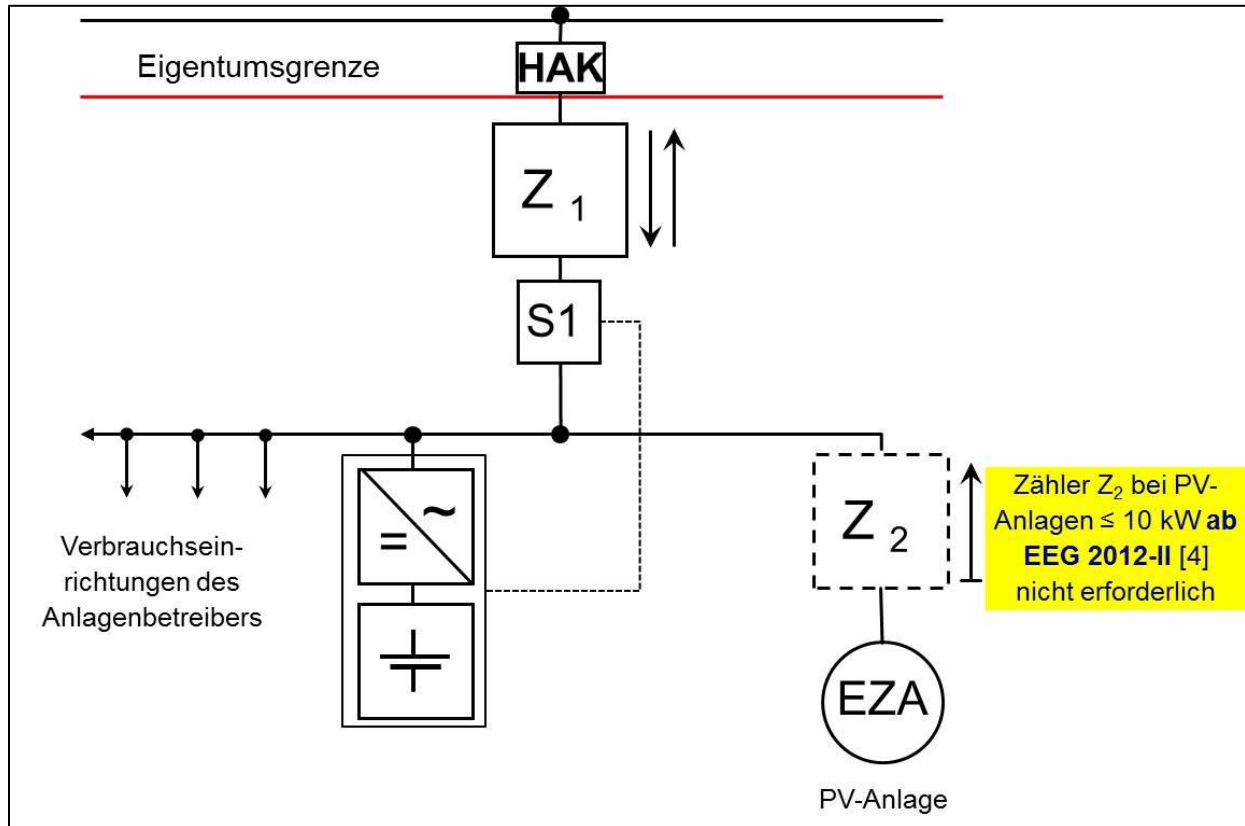 Eigentumsgrenze
HAK
Z 1
S1
Verbrauchsein-
richtungen des
Anlagenbetreibers
= ~
Z 2
Zähler Z2 bei PV-
Anlagen ≤ 10 kW ab
EEG 2012-II [4]
nicht erforderlich
EZA
PV-Anlage